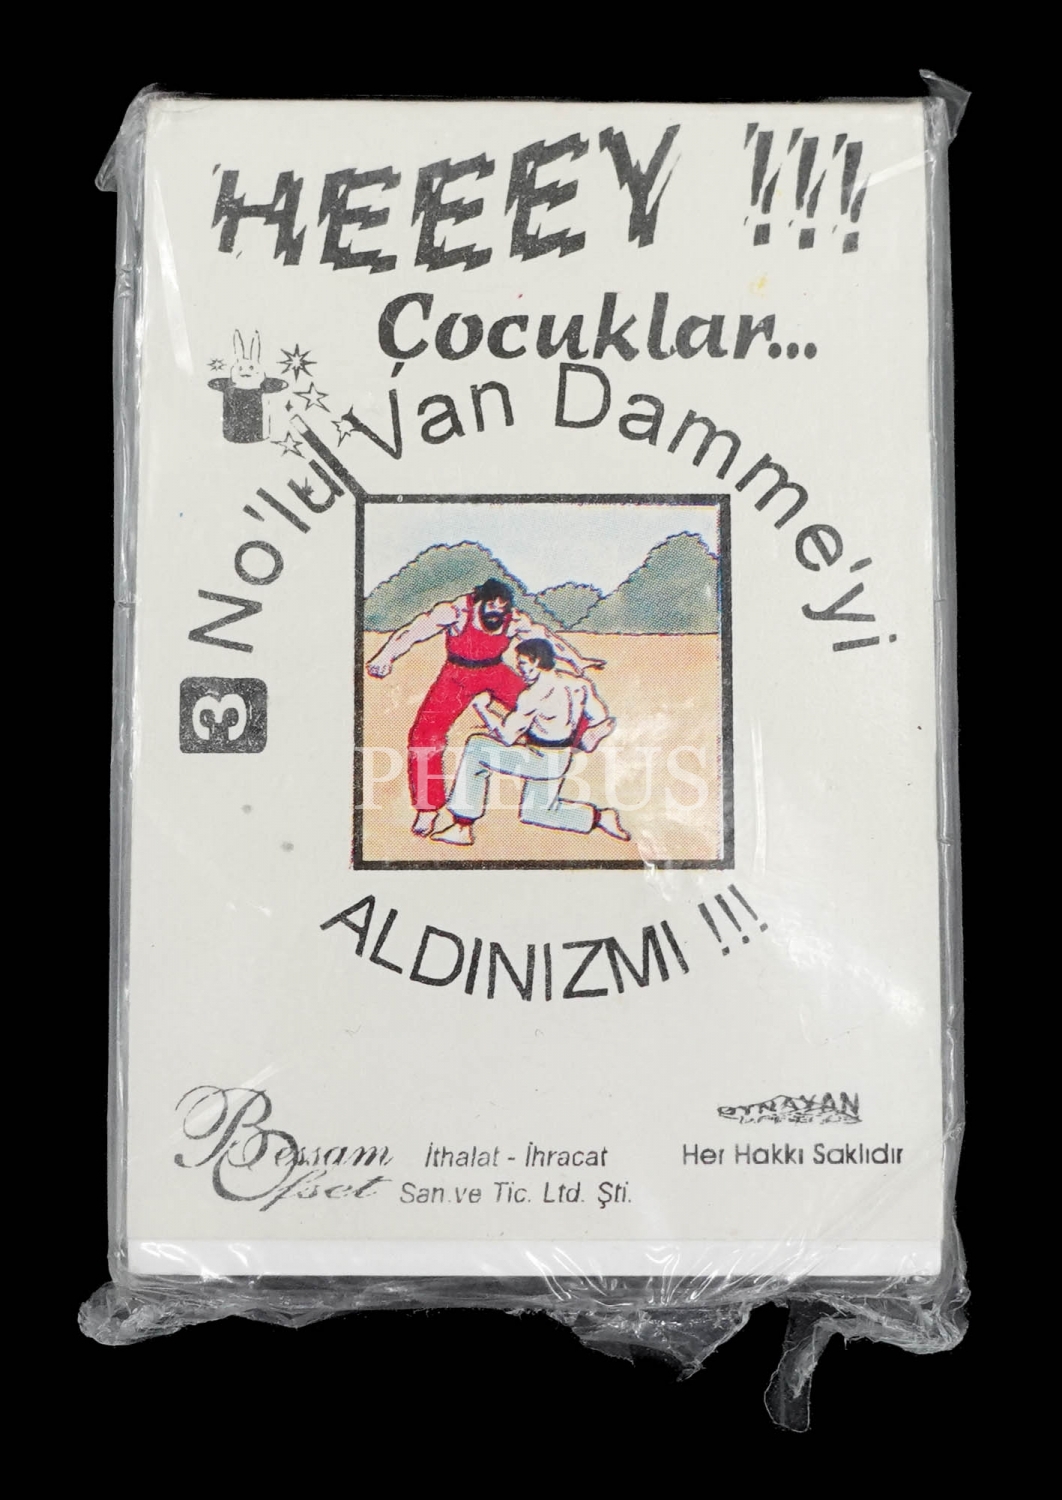 HEEEY !!!
Çocuklar...
3 No'lu Van Damme'yi
PHEBUS
ALDINIZMI !!!
Bessam Ofset
İthalat - İhracat
San.ve Tic. Ltd. Şti.
Her Hakkı Saklıdır